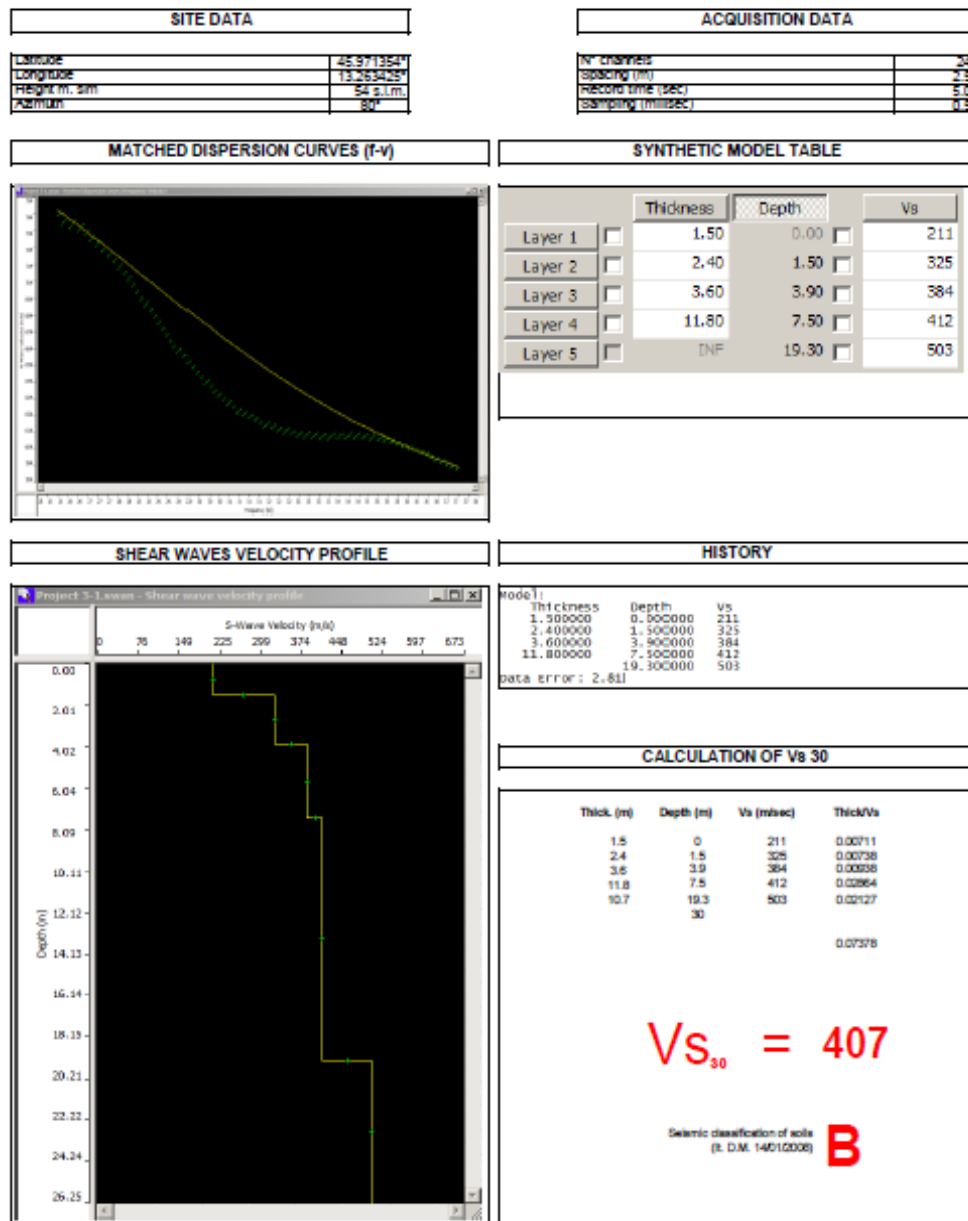 SITE DATA
Latitude 45.971354°
Longitude 13.263425°
Height m. slm 54 s.l.m.
Azimuth 80°
ACQUISITION DATA
N° channels 24
Spacing (m)
Record time (sec)
Sampling (millisec)
MATCHED DISPERSION CURVES (f-v)
SYNTHETIC MODEL TABLE
Thickness Depth Vs
Layer 1 1.50 0.00 211
Layer 2 2.40 1.50 325
Layer 3 3.60 3.90 384
Layer 4 11.80 7.50 412
Layer 5 INF 19.30 503
SHEAR WAVES VELOCITY PROFILE
Project 3-1.swan - Shear wave velocity profile
S-Wave Velocity (m/s)
0 76 149 225 299 374 448 524 597 673
0.00
2.01
4.02
6.04
8.09
10.11
12.12
14.13
16.14
18.15
20.21
22.22
24.24
26.25
Depth (m)
HISTORY
Model:
Thickness Depth Vs
1.500000 0.000000 211
2.400000 1.500000 325
3.600000 3.900000 384
11.800000 7.500000 412
19.300000 503
Data Error: 2.81
CALCULATION OF Vs 30
Thick. (m) Depth (m) Vs (m/sec) Thick/Vs
1.5 0 211 0.00711
2.4 1.5 325 0.00738
3.6 3.9 384 0.00938
11.8 7.5 412 0.02864
10.7 19.3 503 0.02127
30
0.07378
Vs30 = 407
Seismic classification of soils
(It. D.M. 14/01/2008) B